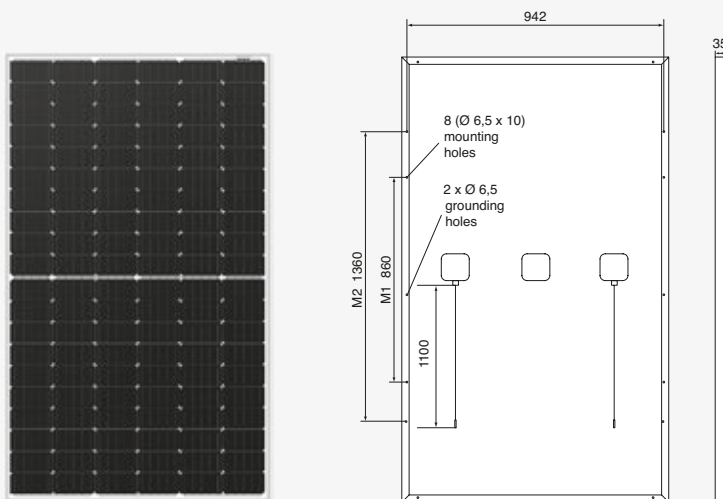 942
35
8 (Ø 6,5 x 10)
mounting
holes
2 x Ø 6,5
grounding
holes
M2 1360
M1 860
1100